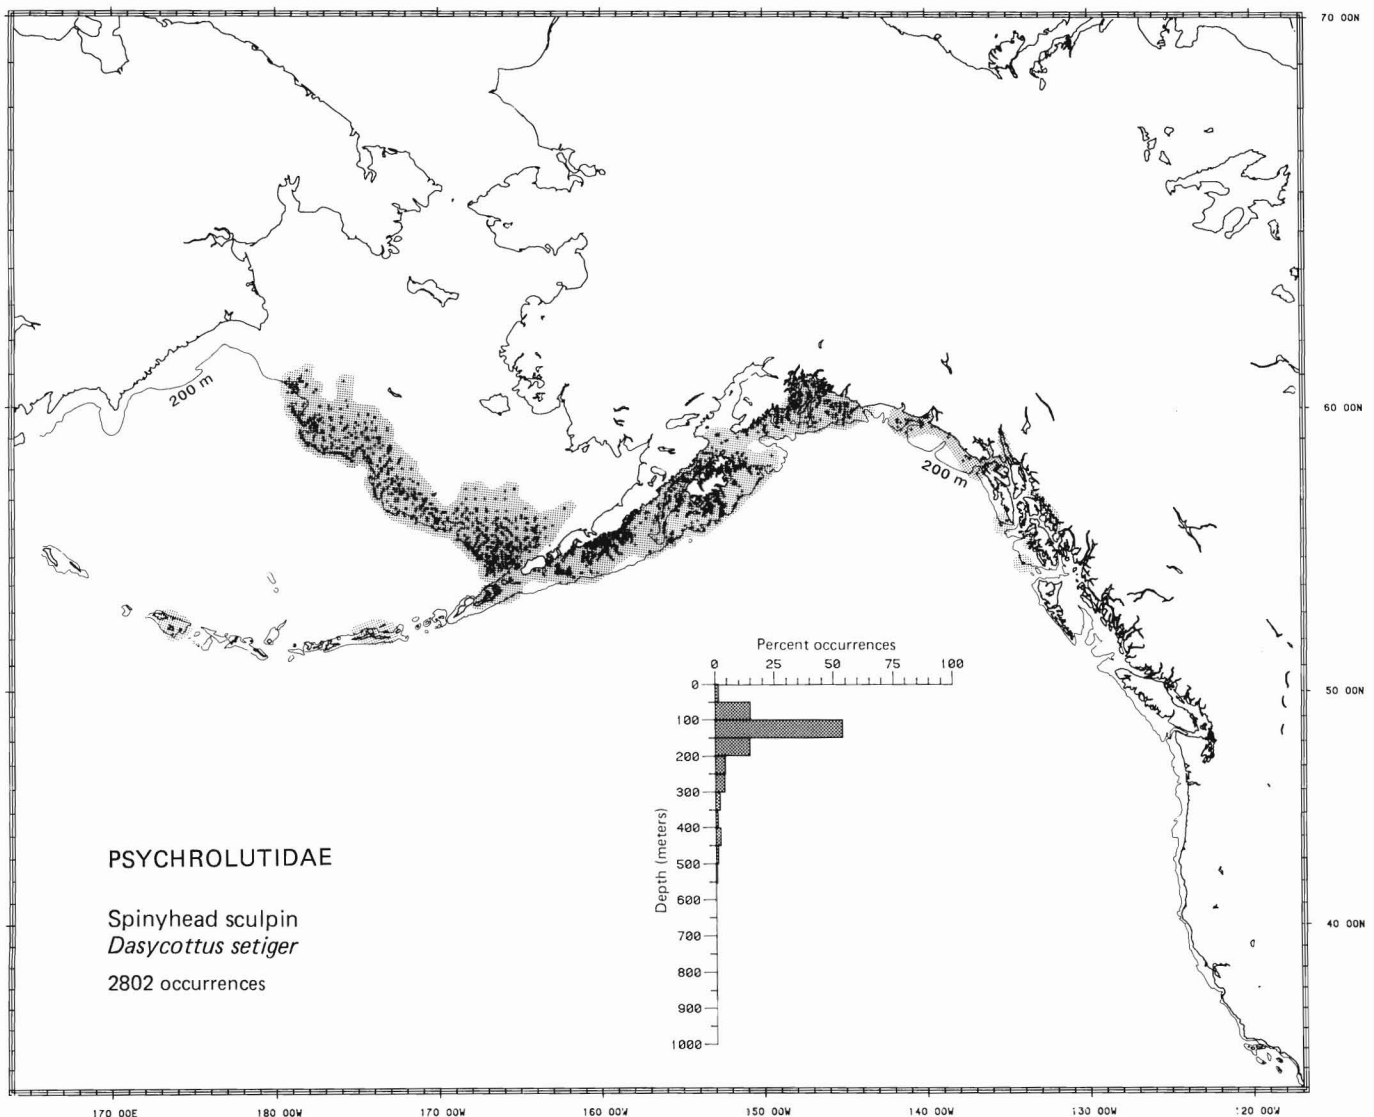 70 00N
200 m
60 00N
200 m
Percent occurrences
0 25 50 75 100
0
50 00N
100
200
300
400
Depth (meters)
500
600
700
800
900
1000
PSYCHROLUTIDAE
Spinyhead sculpin
Dasycottus setiger
2802 occurrences
40 00N
170 00E 180 00W 170 00W 160 00W 150 00W 140 00W 130 00W 120 00W